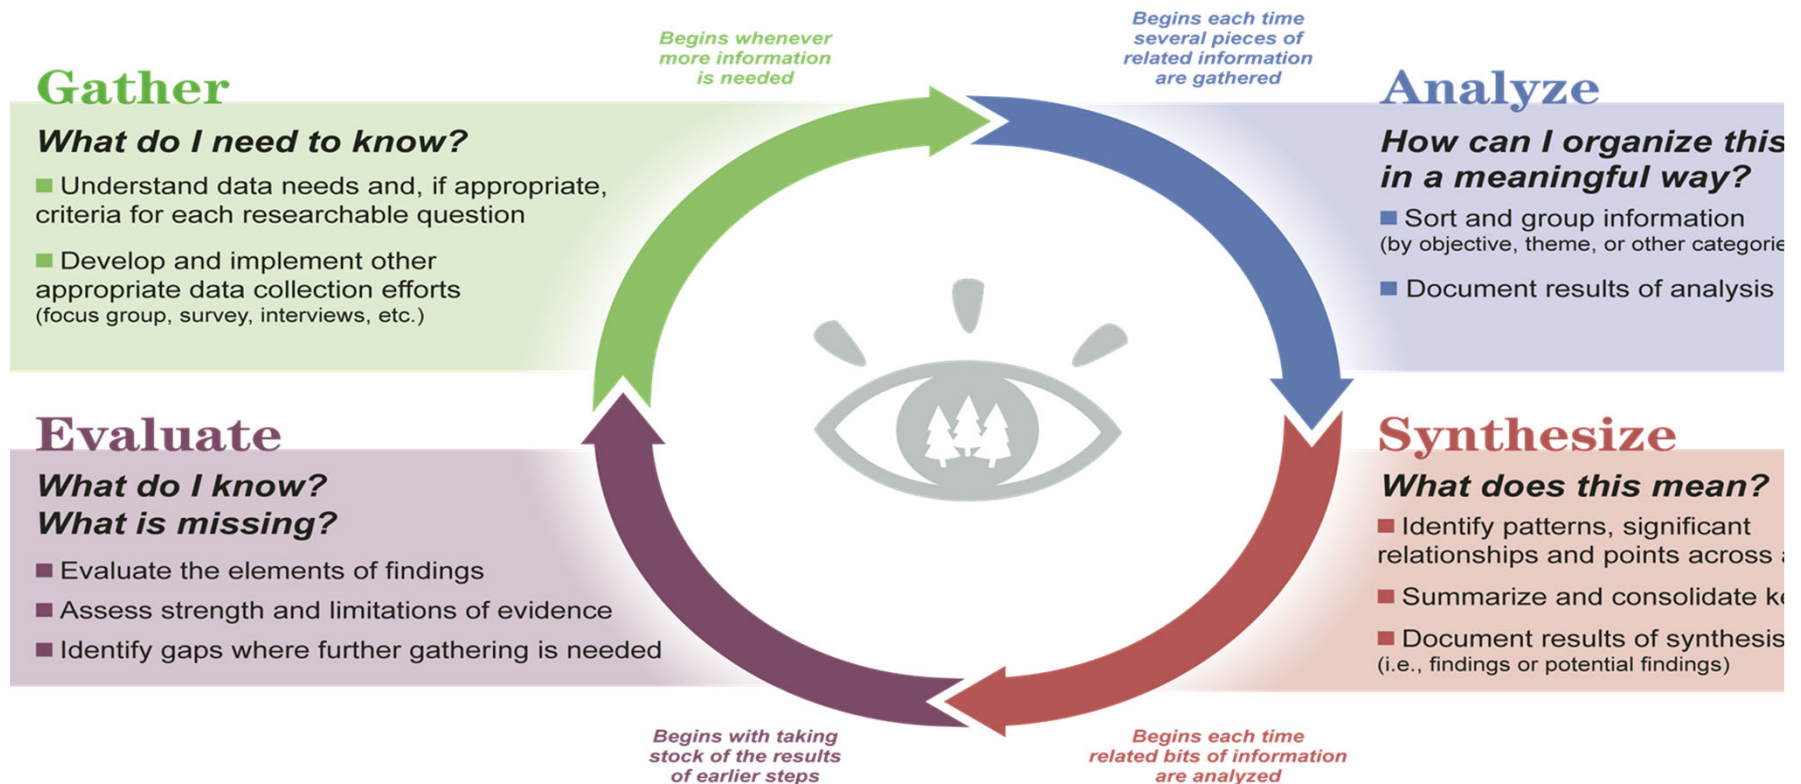 Begins whenever
more information
is needed
Begins each time
several pieces of
related information
are gathered
Gather
What do I need to know?
Understand data needs and, if appropriate,
criteria for each researchable question
Develop and implement other
appropriate data collection efforts
(focus group, survey, interviews, etc.)
Analyze
How can I organize this
in a meaningful way?
Sort and group information
(by objective, theme, or other categorie
Document results of analysis
Evaluate
What do I know?
What is missing?
Evaluate the elements of findings
Assess strength and limitations of evidence
Identify gaps where further gathering is needed
Synthesize
What does this mean?
Identify patterns, significant
relationships and points across
Summarize and consolidate
Document results of synthesis
(i.e., findings or potential findings)
Begins with taking
stock of the results
of earlier steps
Begins each time
related bits of information
are analyzed